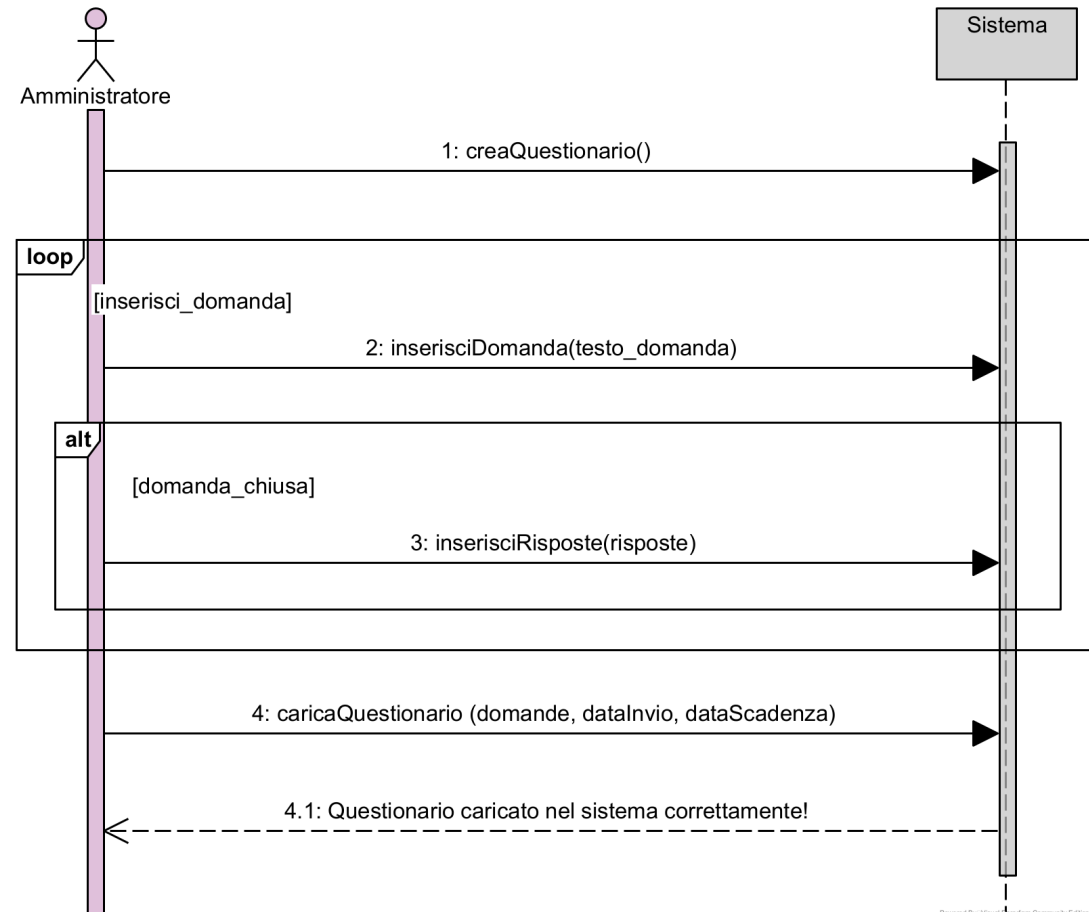 Sistema
Amministratore
1: creaQuestionario()
loop
[inserisci_domanda]
2: inserisciDomanda(testo_domanda)
alt
[domanda_chiusa]
3: inserisciRisposte(risposte)
4: caricaQuestionario (domande, dataInvio, dataScadenza)
4.1: Questionario caricato nel sistema correttamente!